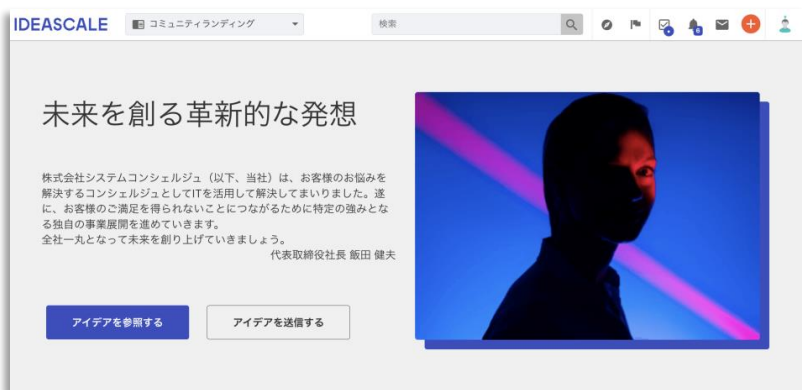 IDEASCALE
コミュニティランディング
検索
6
未来を創る革新的な発想
株式会社システムコンシェルジュ（以下、当社）は、お客様のお悩みを
解決するコンシェルジュとしてITを活用して解決してまいりました。遂
に、お客様のご満足を得られないことにつながるために特定の強みとな
る独自の事業展開を進めていきます。
全社一丸となって未来を創り上げていきましょう。
代表取締役社長 飯田 健夫
アイデアを参照する
アイデアを送信する